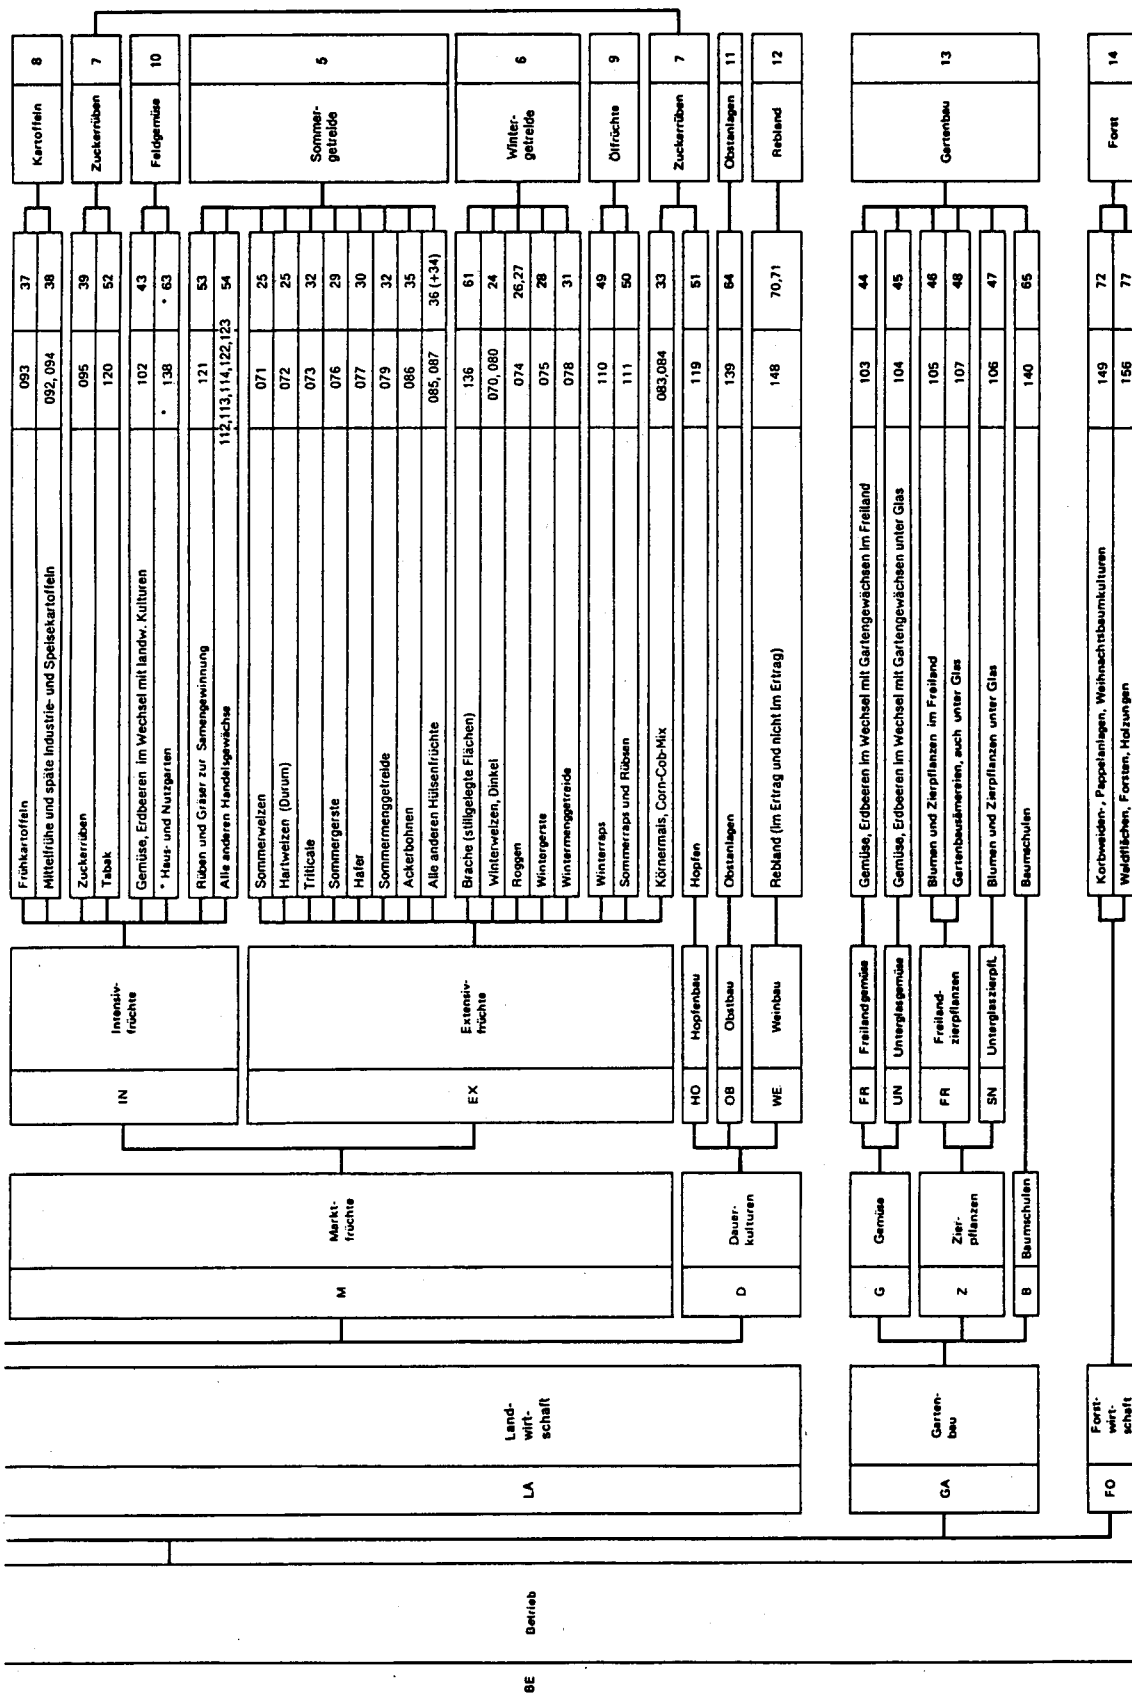 BE Betrieb
LA Land-
wirt-
schaft
M Markt-
früchte
IN Intensiv-
früchte
Frühkartoffeln 093 37
Mittelfrühe und späte Industrie- und Speisekartoffeln 092, 094 38
Kartoffeln 8
Zuckerrüben 095 39
Tabak 120 52
Zuckerrüben 7
Gemüse, Erdbeeren im Wechsel mit landw. Kulturen 102 43
* Haus- und Nutzgarten * 138 * 63
Feldgemüse 10
Rüben und Gräser zur Samengewinnung 121 53
Alle anderen Handelsgewächse 112,113,114,122,123 54
EX Extensiv-
früchte
Sommerweizen 071 25
Hartweizen (Durum) 072 25
Triticale 073 32
Sommergerste 076 29
Hafer 077 30
Sommermenggetreide 079 32
Ackerbohnen 086 35
Alle anderen Hülsenfrüchte 085, 087 36 (+34)
Sommer-
getreide 5
Brache (stillgelegte Flächen) 136 61
Winterweizen, Dinkel 070, 080 24
Roggen 074 26,27
Wintergerste 075 28
Wintermenggetreide 078 31
Winter-
getreide 6
Winterraps 110 49
Sommerraps und Rübsen 111 50
Ölfrüchte 9
Körnermais, Corn-Cob-Mix 083,084 33
D Dauer-
kulturen
HO Hopfenbau Hopfen 119 51
Zuckerrüben 7
OB Obstbau Obstanlagen 139 64 Obstanlagen 11
WE Weinbau Rebland (im Ertrag und nicht im Ertrag) 148 70,71 Rebland 12
GA Garten-
bau
G Gemüse
FR Freilandgemüse Gemüse, Erdbeeren im Wechsel mit Gartengewächsen im Freiland 103 44
UN Unterglasgemüse Gemüse, Erdbeeren im Wechsel mit Gartengewächsen unter Glas 104 45
Z Zier-
pflanzen
FR Freiland-
zierpflanzen
Blumen und Zierpflanzen im Freiland 105 46
Gartenbausämereien, auch unter Glas 107 48
SN Unterglaszierpfl. Blumen und Zierpflanzen unter Glas 106 47
B Baumschulen Baumschulen 140 65
Gartenbau 13
FO Forst-
wirt-
schaft
Korbweiden-, Pappelanlagen, Weihnachtsbaumkulturen 149 72
Waldflächen, Forsten, Holzungen 156 77
Forst 14